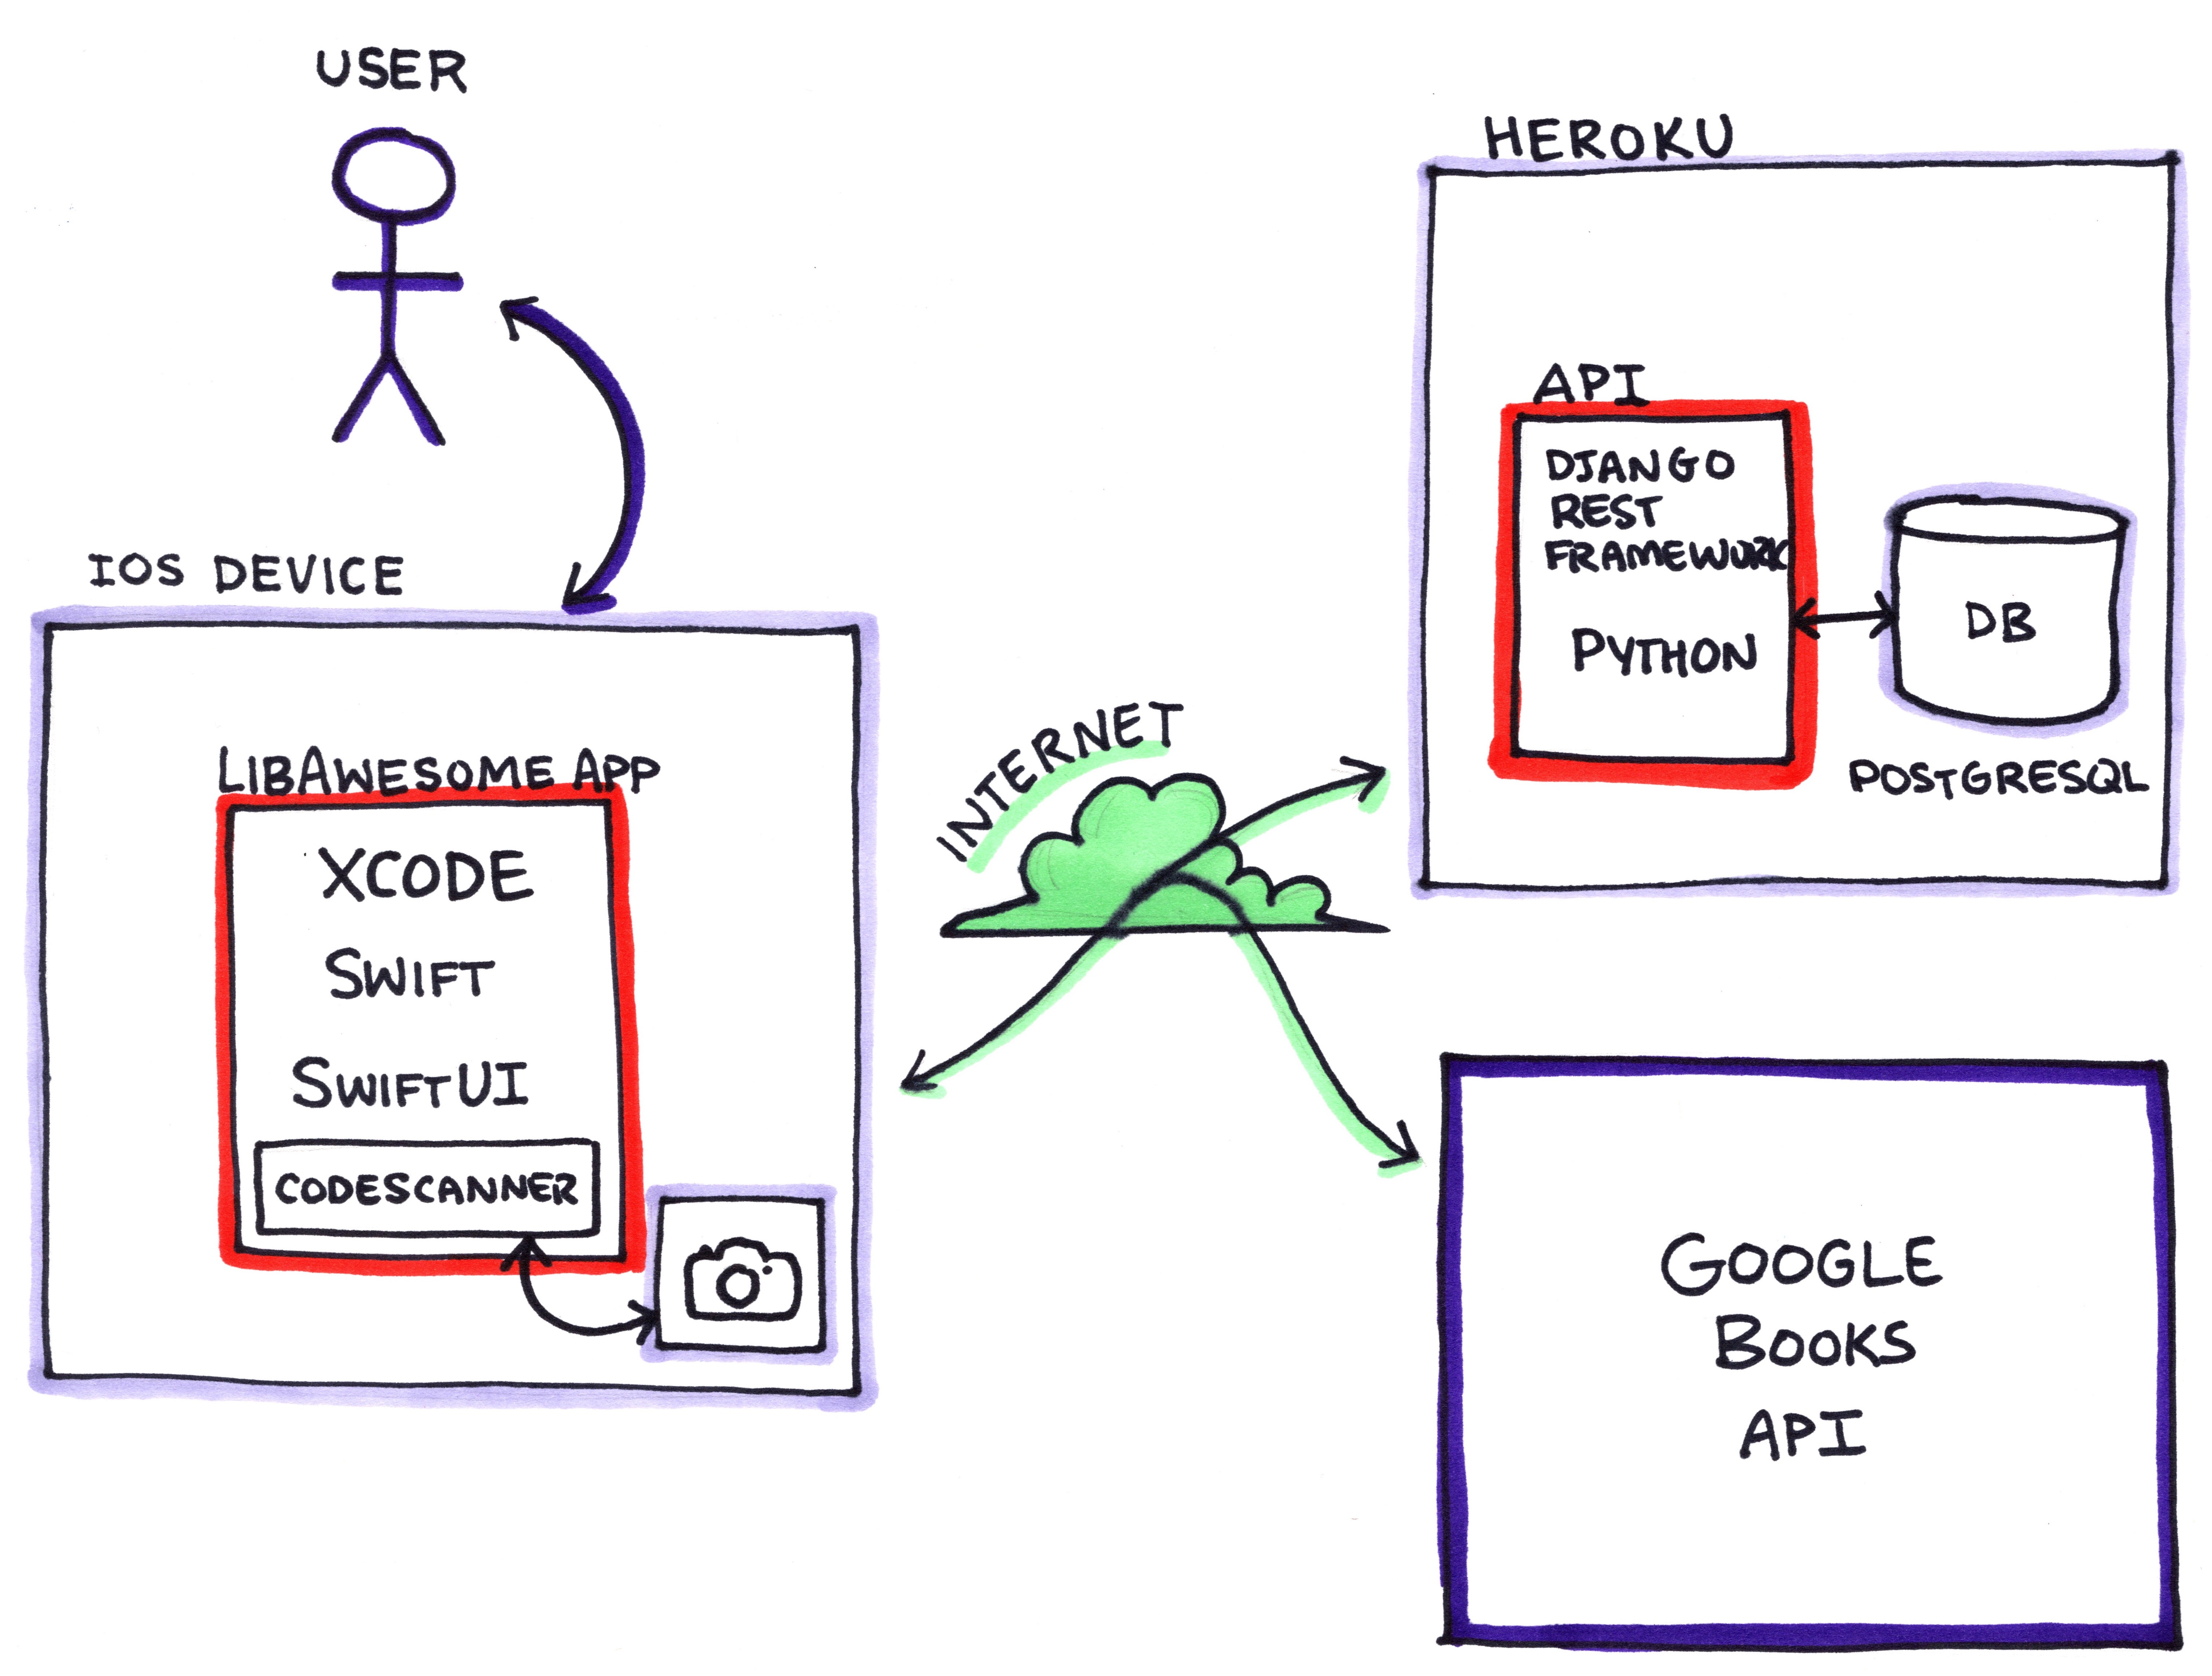 USER
IOS DEVICE
LIBAWESOME APP
XCODE
SWIFT
SWIFTUI
CODESCANNER
INTERNET
HEROKU
API
DJANGO
REST
FRAMEWORK
PYTHON
DB
POSTGRESQL
GOOGLE
BOOKS
API